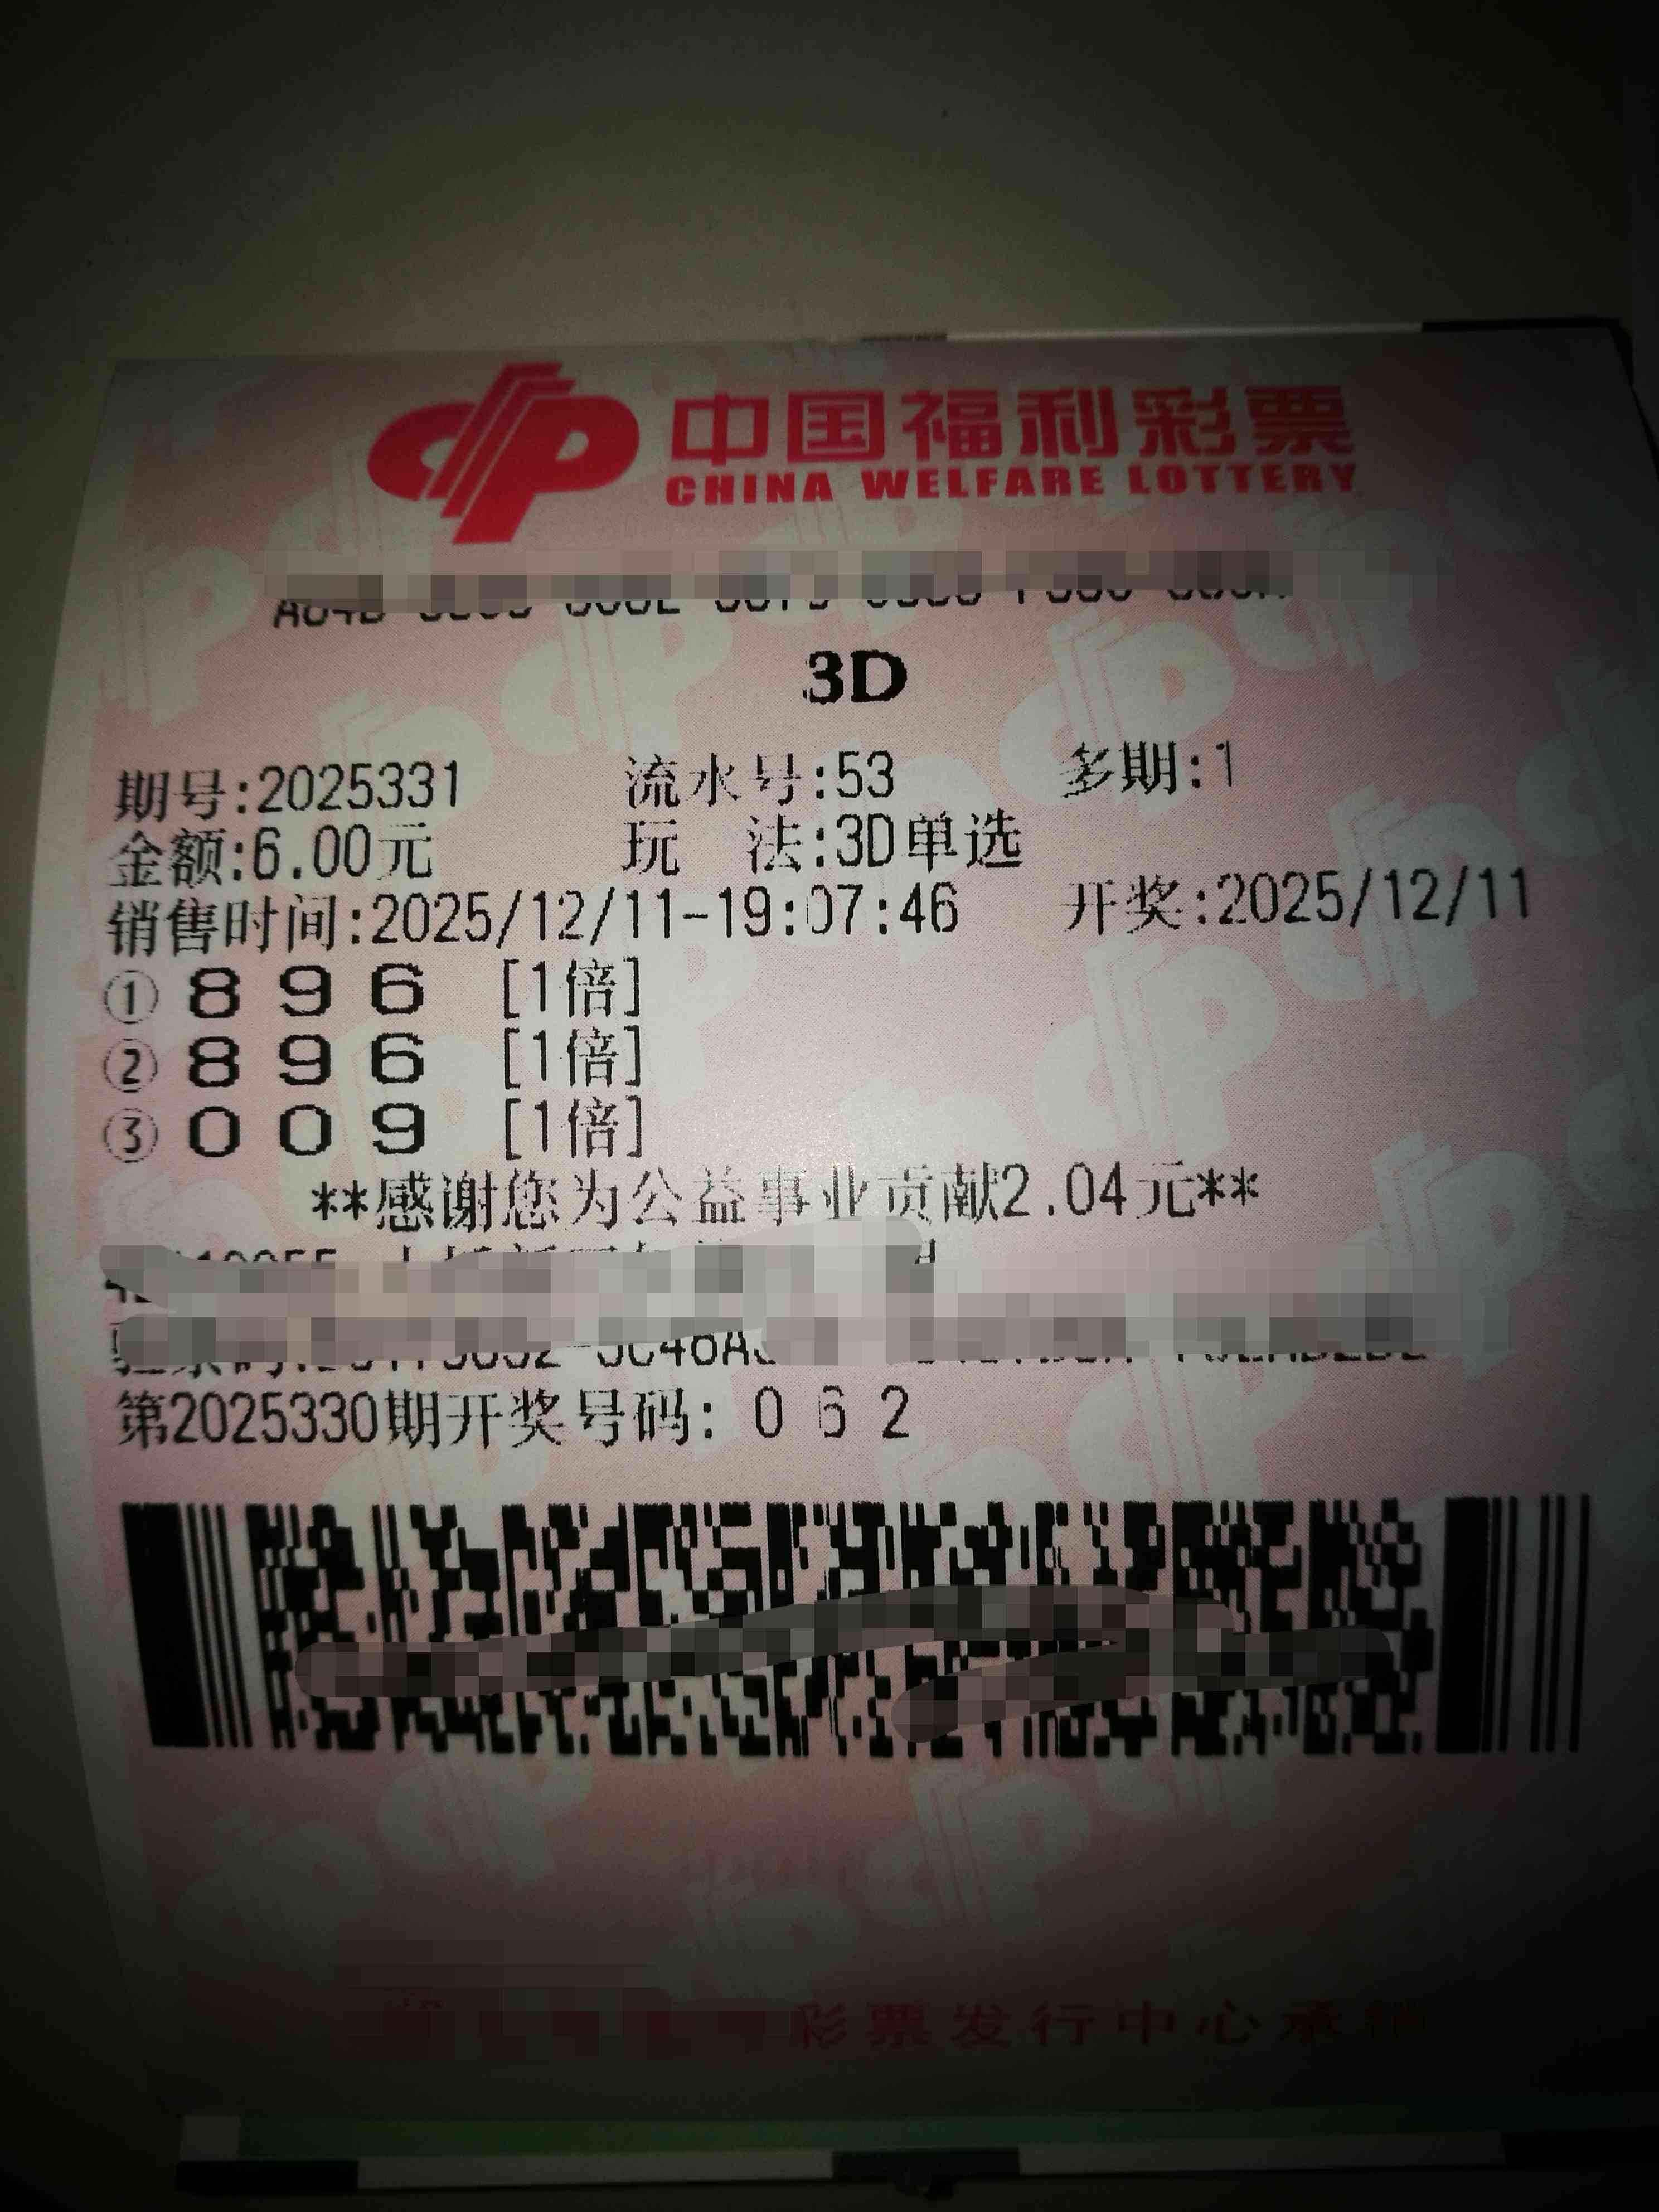 中国福利彩票
CHINA WELFARE LOTTERY
3D
期号:2025331 流水号:53 多期:1
金额:6.00元 玩 法:3D单选
销售时间:2025/12/11-19:07:46 开奖:2025/12/11
① 8 9 6 [1倍]
② 8 9 6 [1倍]
③ 0 0 9 [1倍]
**感谢您为公益事业贡献2.04元**
第2025330期开奖号码: 0 6 2
彩票发行中心承销